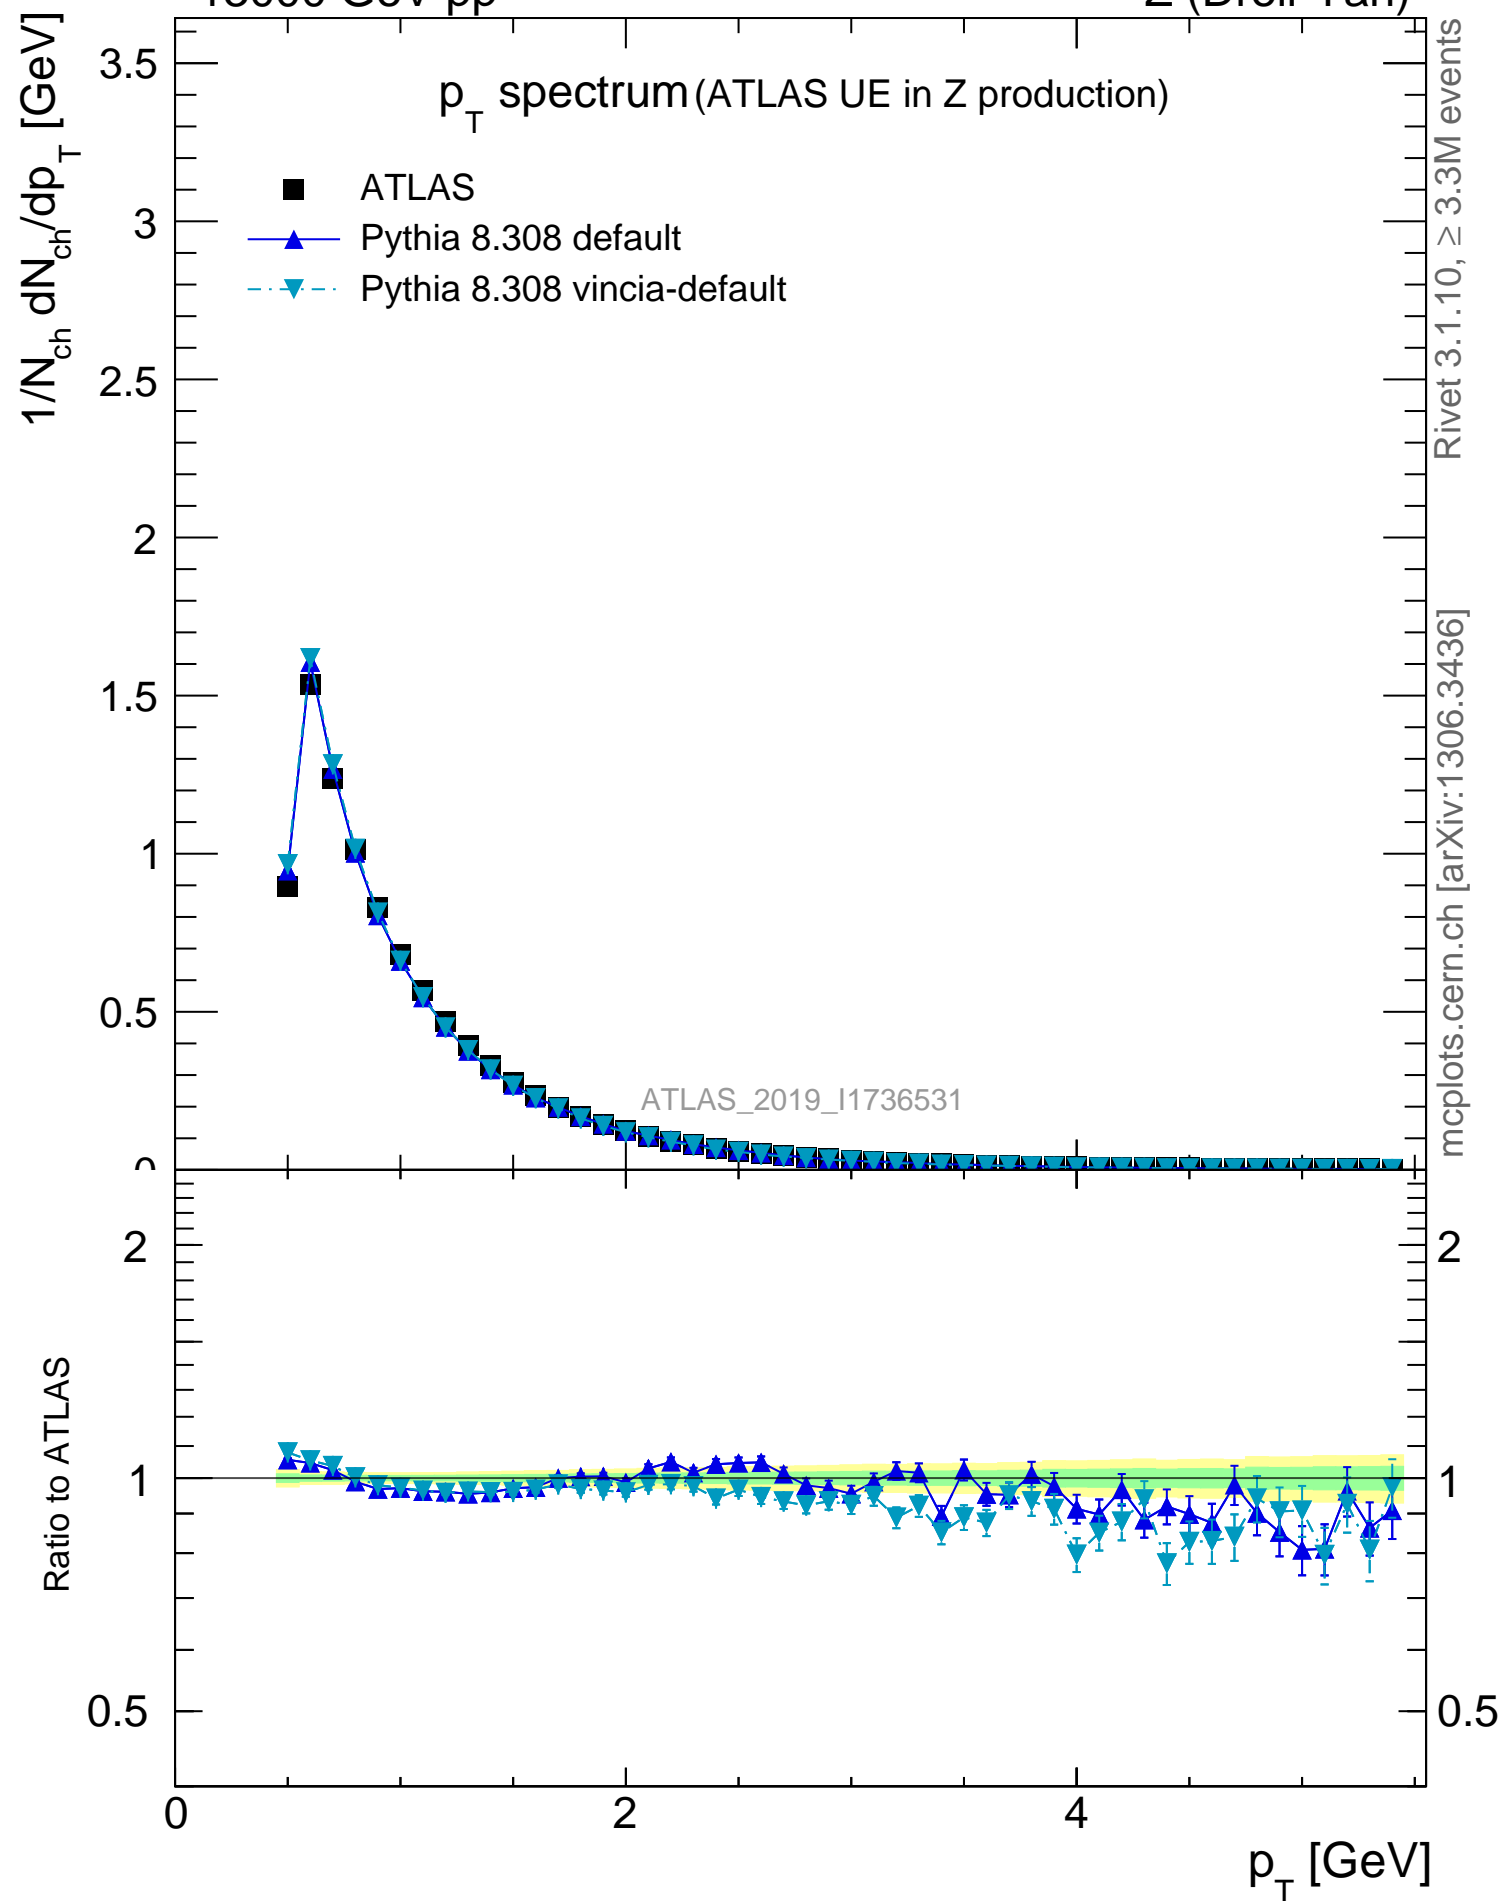 p_T spectrum (ATLAS UE in Z production)
ATLAS
Pythia 8.308 default
Pythia 8.308 vincia-default
1/N_ch dN_ch/dp_T [GeV]
3.5
3
2.5
2
1.5
1
0.5
0
ATLAS_2019_I1736531
Rivet 3.1.10, ≥ 3.3M events
mcplots.cern.ch [arXiv:1306.3436]
Ratio to ATLAS
2
1
0.5
2
1
0.5
0
2
4
p_T [GeV]